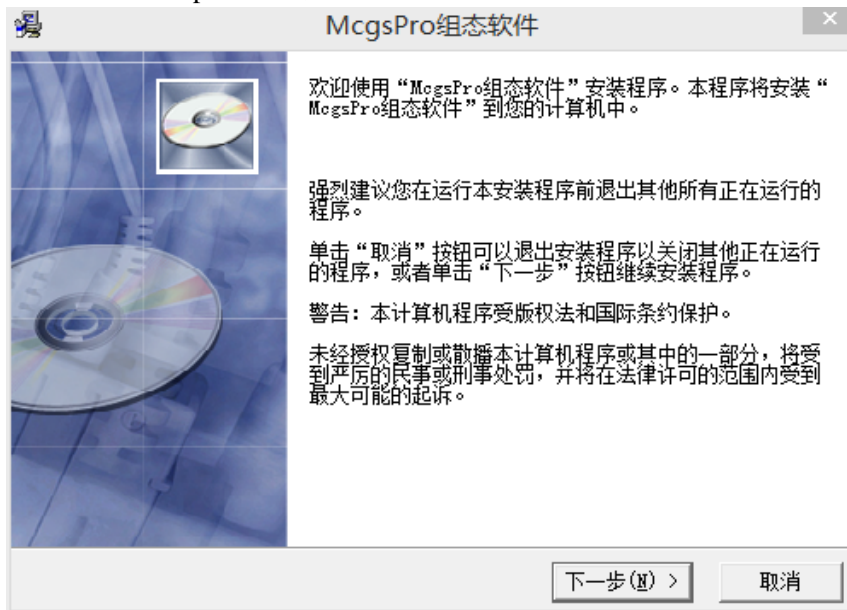 McgsPro组态软件
欢迎使用“McgsPro组态软件”安装程序。本程序将安装“
McgsPro组态软件”到您的计算机中。
强烈建议您在运行本安装程序前退出其他所有正在运行的
程序。
单击“取消”按钮可以退出安装程序以关闭其他正在运行
的程序，或者单击“下一步”按钮继续安装程序。
警告：本计算机程序受版权法和国际条约保护。
未经授权复制或散播本计算机程序或其中的一部分，将受
到严厉的民事或刑事处罚，并将在法律许可的范围内受到
最大可能的起诉。
下一步(N) >
取消